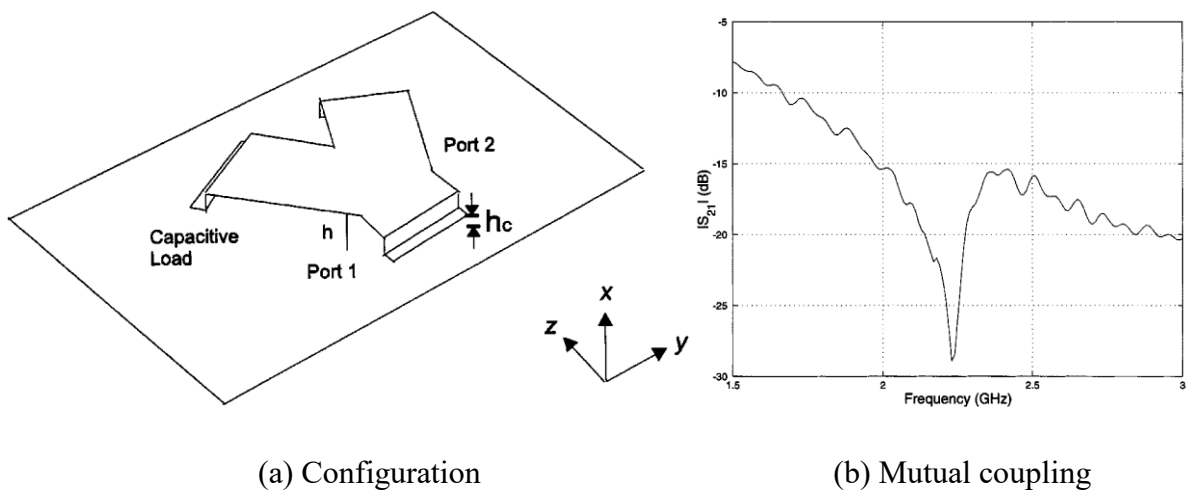 Port 2
h
hc
Capacitive
Load
Port 1
x
z
y
-5
-10
-15
-20
-25
-30
|S21| (dB)
1.5
2
2.5
3
Frequency (GHz)
(a) Configuration
(b) Mutual coupling